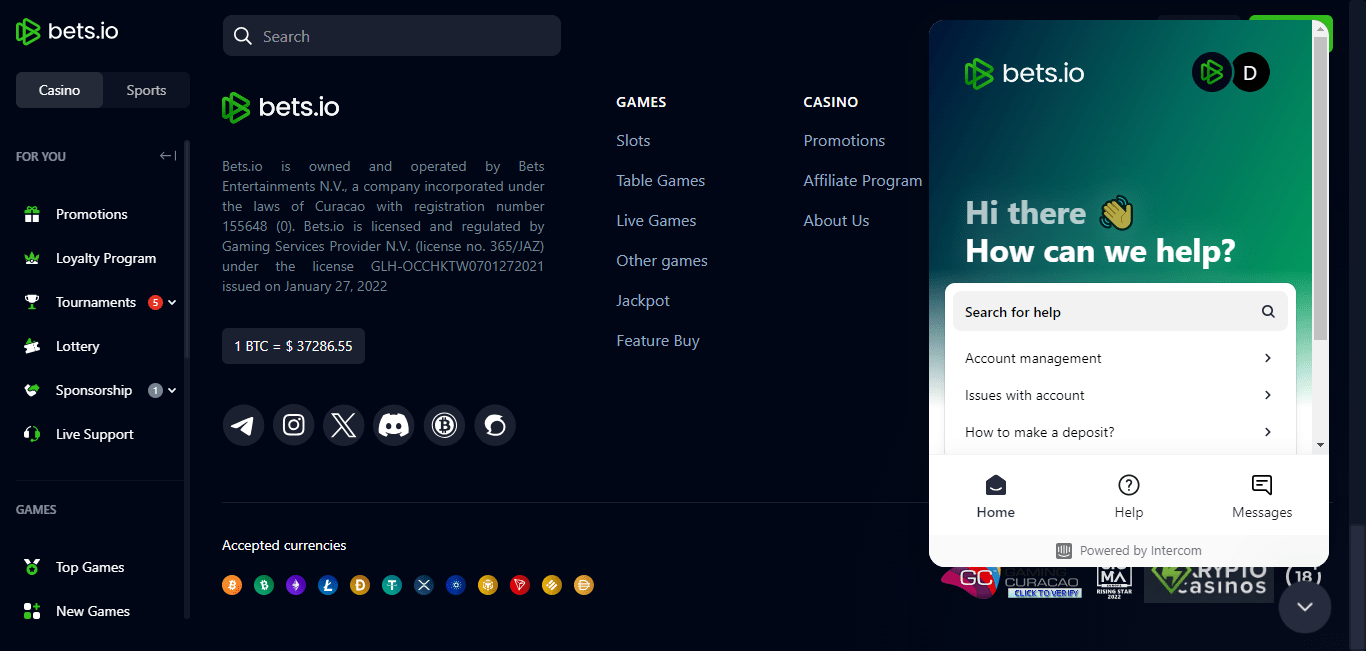 bets.io
Search
Casino
Sports
FOR YOU
Promotions
Loyalty Program
Tournaments 5
Lottery
Sponsorship 1
Live Support
GAMES
Top Games
New Games
bets.io
Bets.io is owned and operated by Bets
Entertainments N.V., a company incorporated under
the laws of Curacao with registration number
155648 (0). Bets.io is licensed and regulated by
Gaming Services Provider N.V. (license no. 365/JAZ)
under the license GLH-OCCHKTW0701272021
issued on January 27, 2022
1 BTC = $ 37286.55
GAMES
Slots
Table Games
Live Games
Other games
Jackpot
Feature Buy
CASINO
Promotions
Affiliate Program
About Us
Accepted currencies
bets.io
D
Hi there 👋
How can we help?
Search for help
Account management
Issues with account
How to make a deposit?
Home
Help
Messages
Powered by Intercom
GC
GAMING
CURACAO
CLICK TO VERIFY
RISING STAR
2022
casinos
18